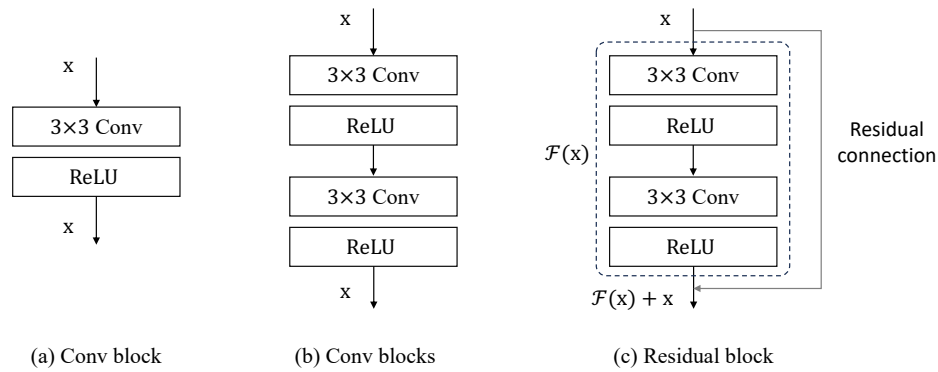 x
3×3 Conv
ReLU
x
(a) Conv block
x
3×3 Conv
ReLU
3×3 Conv
ReLU
x
(b) Conv blocks
x
3×3 Conv
ReLU
ℱ(x)
3×3 Conv
ReLU
ℱ(x) + x
Residual
connection
(c) Residual block